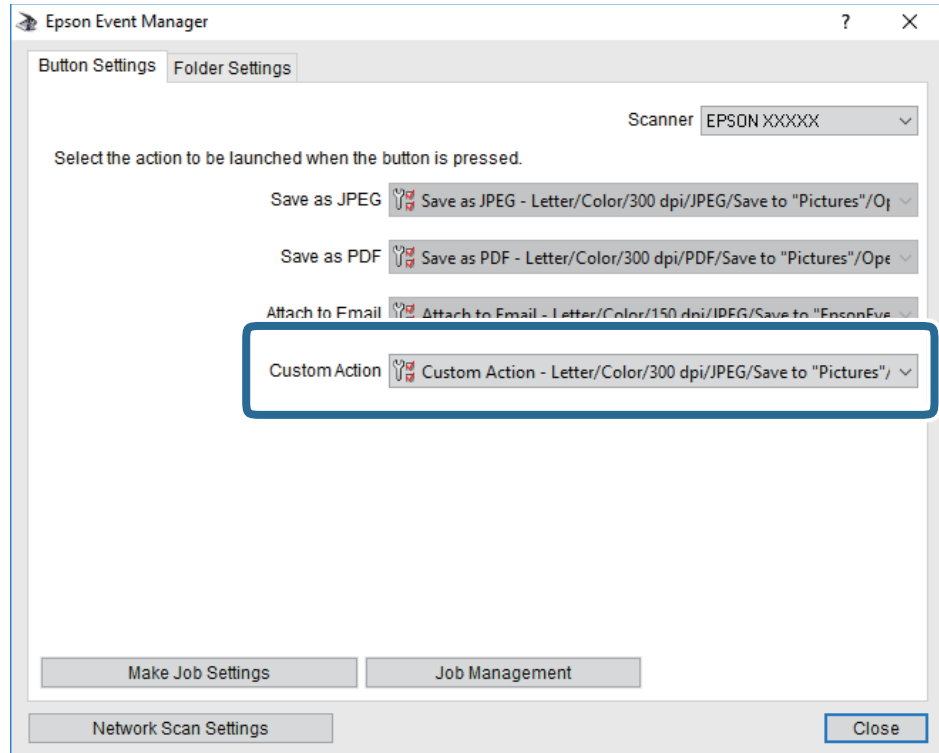 Epson Event Manager
Button Settings Folder Settings
Scanner EPSON XXXXX
Select the action to be launched when the button is pressed.
Save as JPEG Save as JPEG - Letter/Color/300 dpi/JPEG/Save to "Pictures"/Op
Save as PDF Save as PDF - Letter/Color/300 dpi/PDF/Save to "Pictures"/Ope
Attach to Email Attach to Email - Letter/Color/150 dpi/JPEG/Save to "EpsonEve
Custom Action Custom Action - Letter/Color/300 dpi/JPEG/Save to "Pictures"/
Make Job Settings Job Management
Network Scan Settings Close